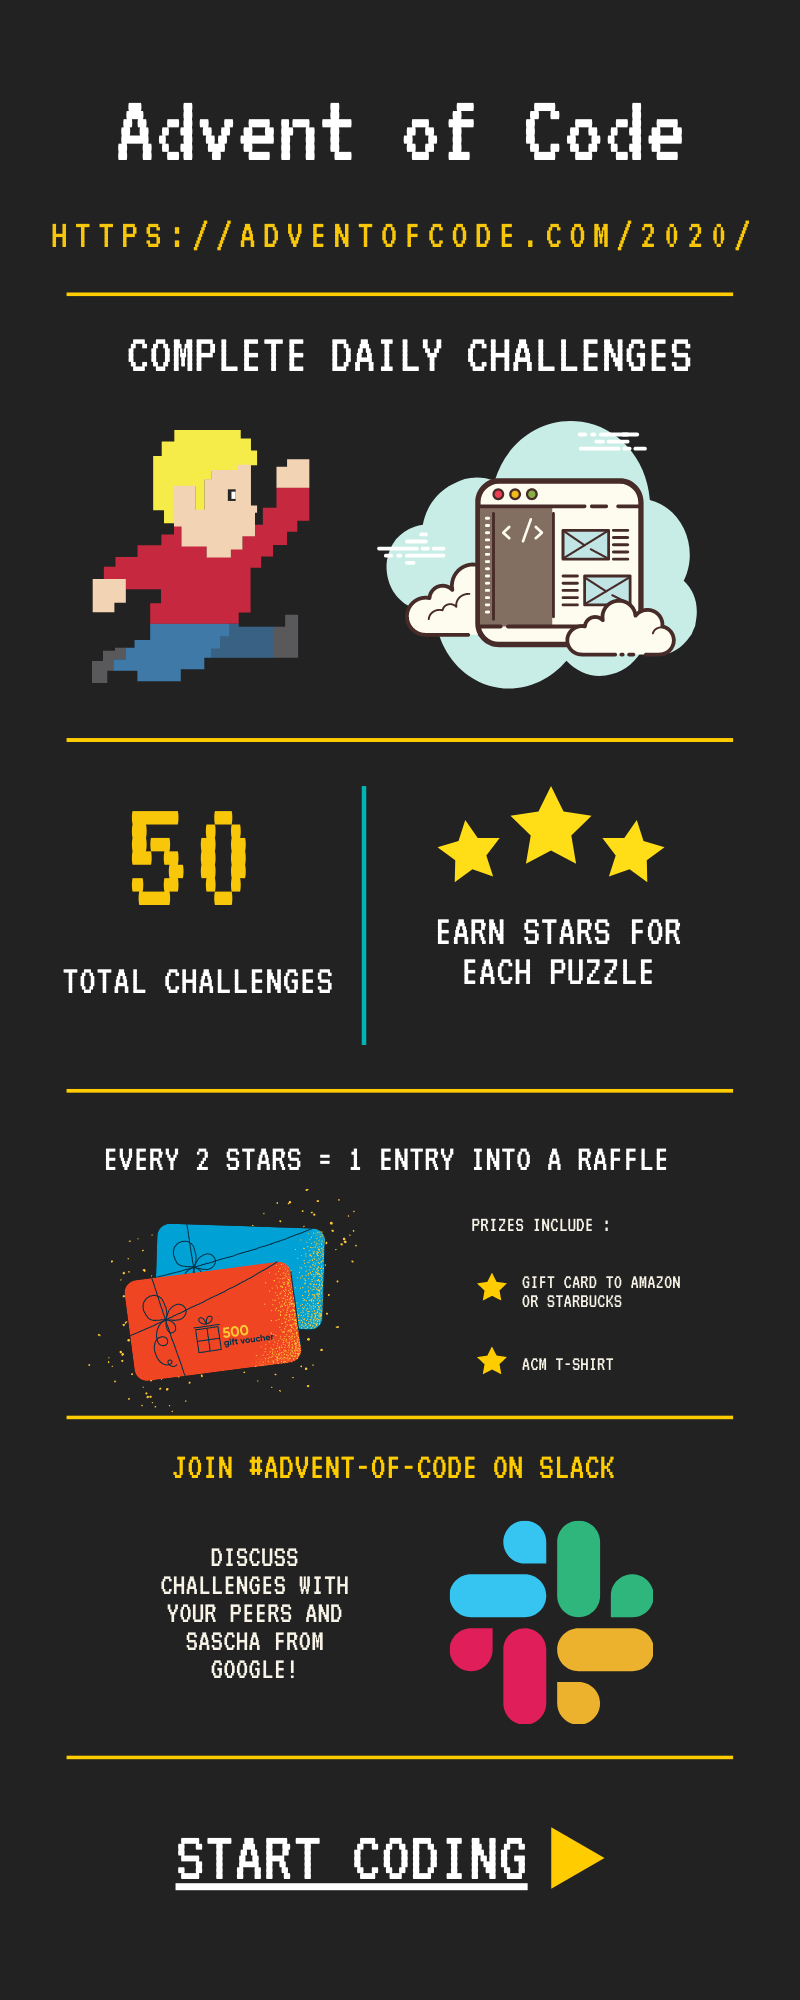 Advent of Code
HTTPS://ADVENTOFCODE.COM/2020/
COMPLETE DAILY CHALLENGES
</>
50
TOTAL CHALLENGES
EARN STARS FOR
EACH PUZZLE
EVERY 2 STARS = 1 ENTRY INTO A RAFFLE
500
gift voucher
PRIZES INCLUDE :
GIFT CARD TO AMAZON
OR STARBUCKS
ACM T-SHIRT
JOIN #ADVENT-OF-CODE ON SLACK
DISCUSS
CHALLENGES WITH
YOUR PEERS AND
SASCHA FROM
GOOGLE!
START CODING